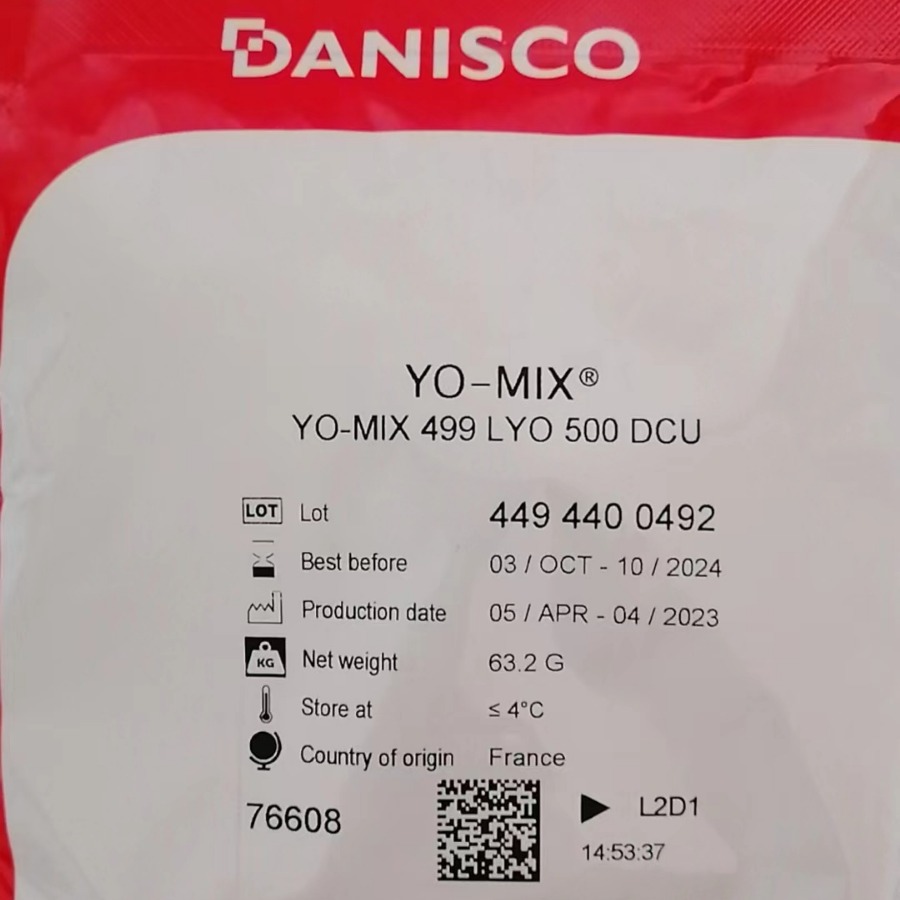 DANISCO
YO-MIX®
YO-MIX 499 LYO 500 DCU
LOT Lot 449 440 0492
Best before 03 / OCT - 10 / 2024
Production date 05 / APR - 04 / 2023
KG Net weight 63.2 G
Store at ≤ 4°C
Country of origin France
76608 L2D1
14:53:37